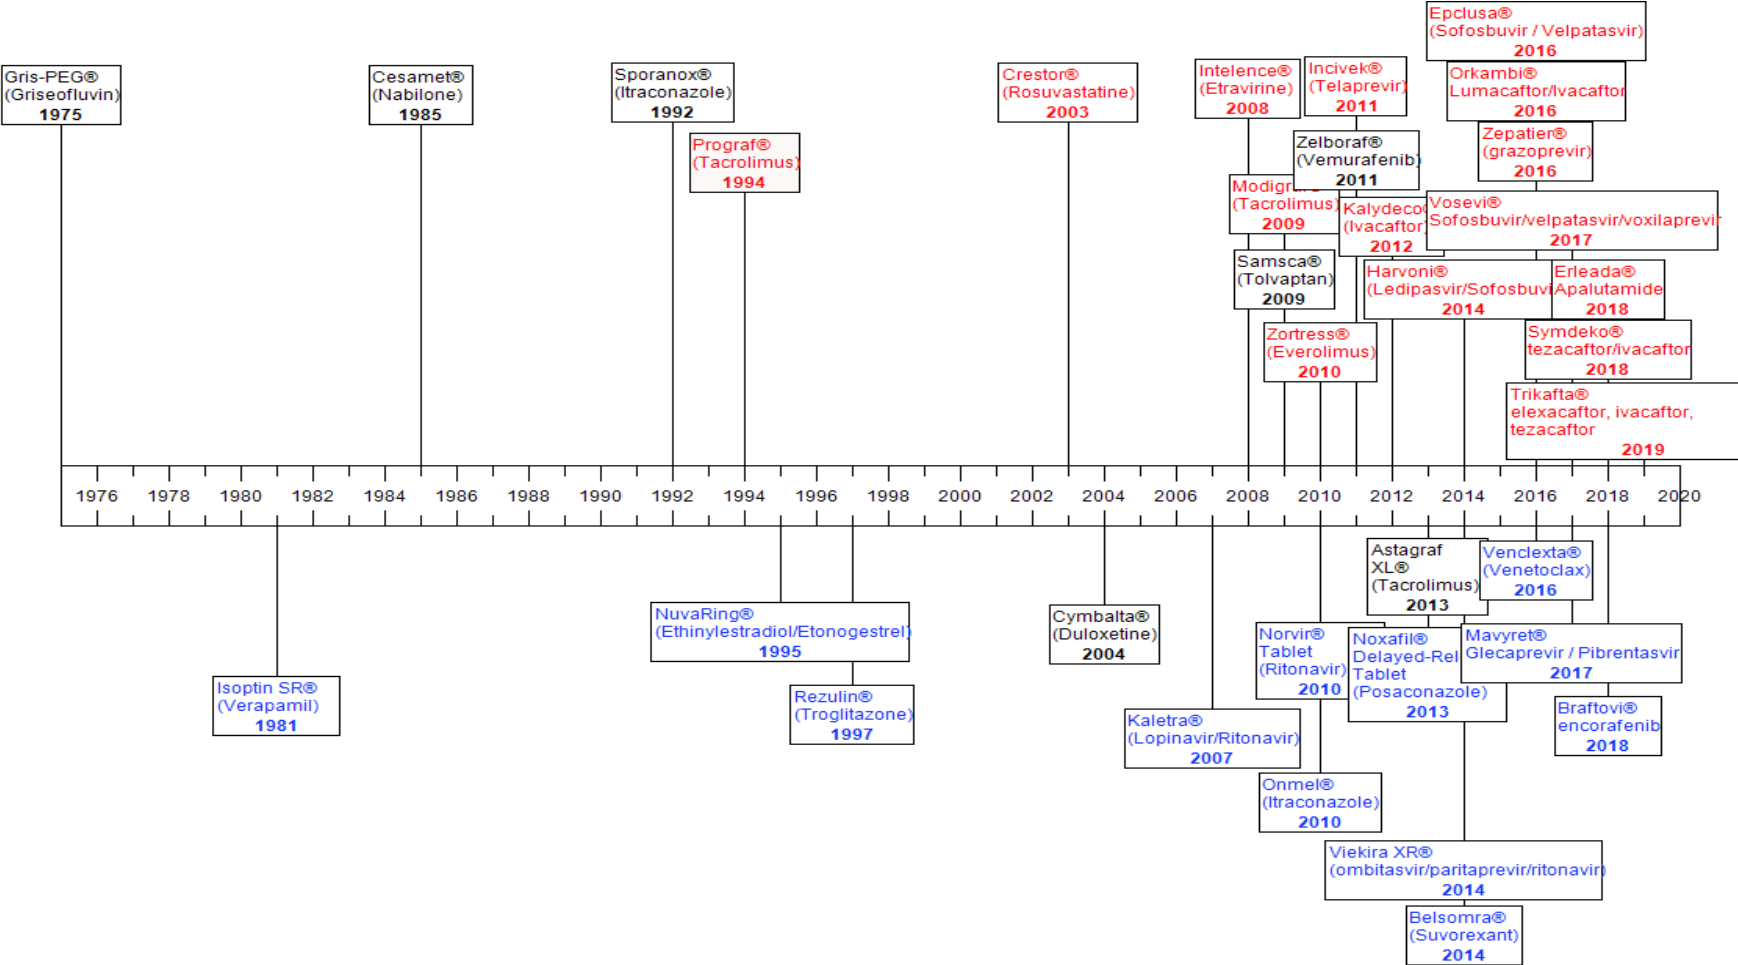 Gris-PEG®
(Griseofluvin)
1975
Cesamet®
(Nabilone)
1985
Sporanox®
(Itraconazole)
1992
Prograf®
(Tacrolimus)
1994
Crestor®
(Rosuvastatine)
2003
Intelence®
(Etravirine)
2008
Incivek®
(Telaprevir)
2011
Zelboraf®
(Vemurafenib)
2011
(Tacrolimus)
2009
Samsca®
(Tolvaptan)
2009
Zortress®
(Everolimus)
2010
Kalydeco
(Ivacaftor)
2012
Epclusa®
(Sofosbuvir / Velpatasvir)
2016
Orkambi®
Lumacaftor/Ivacaftor
2016
Zepatier®
(grazoprevir)
2016
Vosevi®
Sofosbuvir/velpatasvir/voxilaprevir
2017
Harvoni®
(Ledipasvir/Sofosbuvi
2014
Erleada®
Apalutamide
2018
Symdeko®
tezacaftor/ivacaftor
2018
Trikafta®
elexacaftor, ivacaftor,
tezacaftor
2019
1976 1978 1980 1982 1984 1986 1988 1990 1992 1994 1996 1998 2000 2002 2004 2006 2008 2010 2012 2014 2016 2018 2020
Isoptin SR®
(Verapamil)
1981
NuvaRing®
(Ethinylestradiol/Etonogestrel)
1995
Rezulin®
(Troglitazone)
1997
Cymbalta®
(Duloxetine)
2004
Kaletra®
(Lopinavir/Ritonavir)
2007
Norvir®
Tablet
(Ritonavir)
2010
Onmel®
(Itraconazole)
2010
Astagraf
XL®
(Tacrolimus)
2013
Noxafil®
Delayed-Rel
Tablet
(Posaconazole)
2013
Venclexta®
(Venetoclax)
2016
Mavyret®
Glecaprevir / Pibrentasvir
2017
Braftovi®
encorafenib
2018
Viekira XR®
(ombitasvir/paritaprevir/ritonavir)
2014
Belsomra®
(Suvorexant)
2014